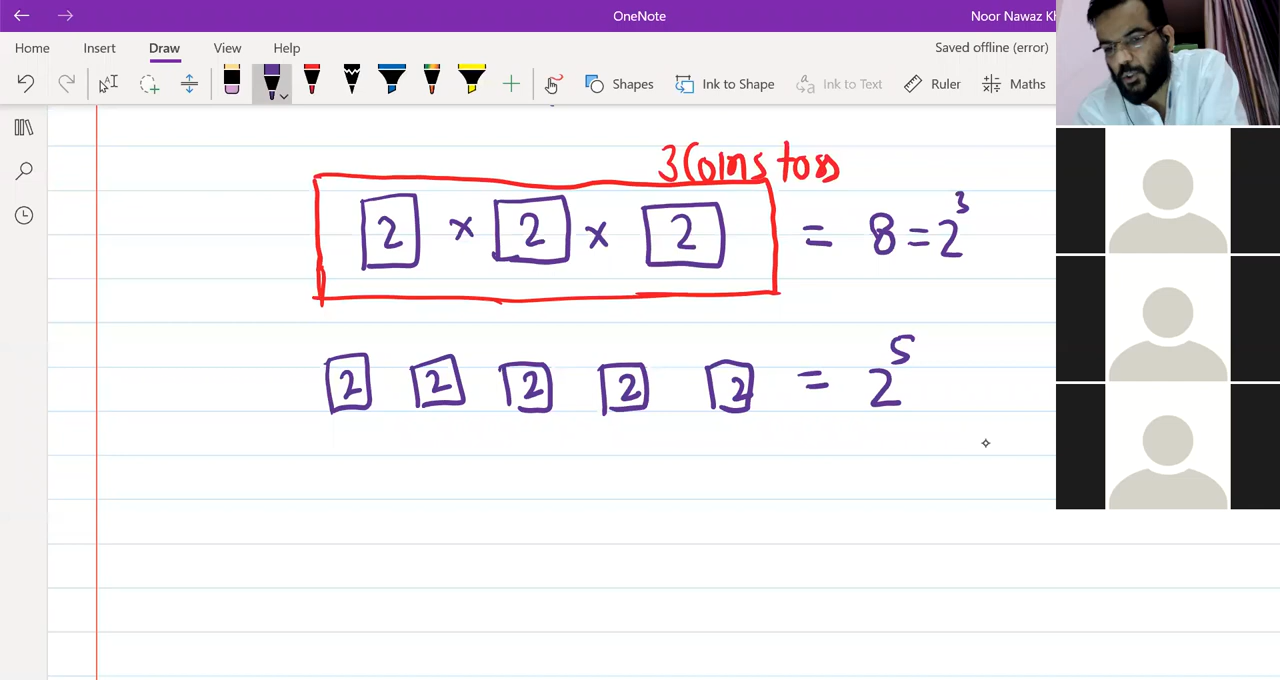 OneNote
Noor Nawaz Kh
Home Insert Draw View Help
Saved offline (error)
Shapes Ink to Shape Ink to Text Ruler Maths
3 Coins toss
2 × 2 × 2 = 8 = 2³
2 2 2 2 2 = 2⁵